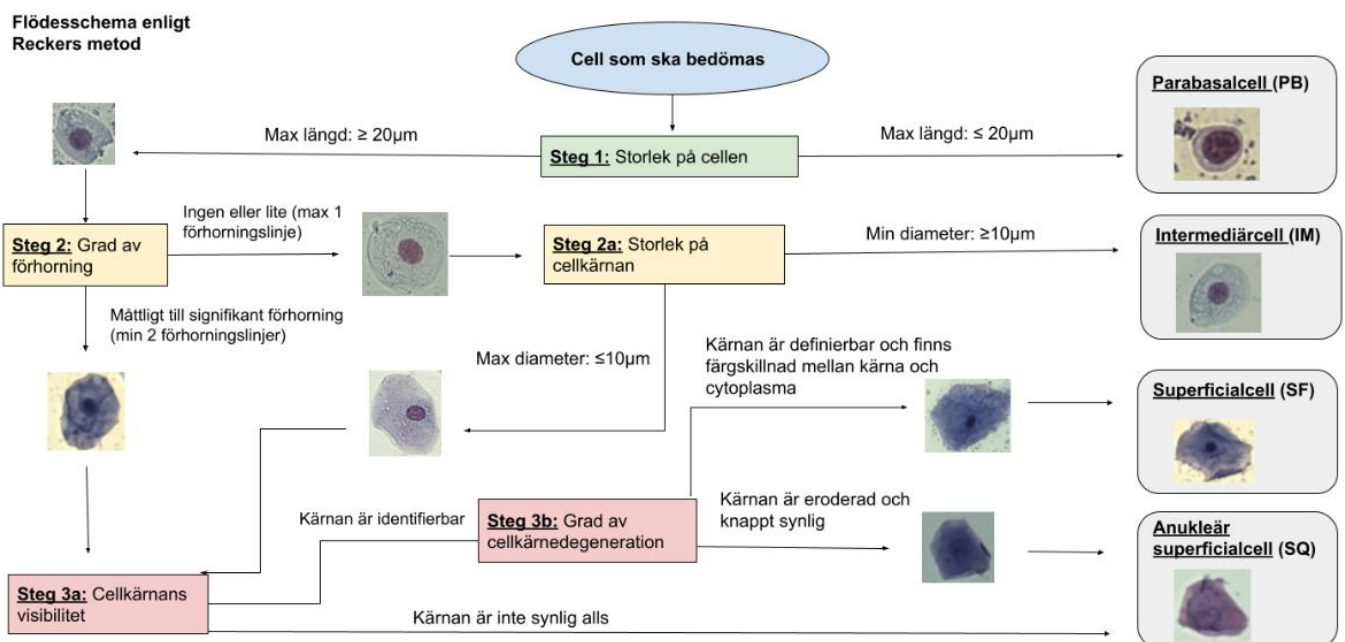 Flödesschema enligt
Reckers metod
Cell som ska bedömas
Parabasalcell (PB)
Max längd: ≥ 20µm
Max längd: ≤ 20µm
Steg 1: Storlek på cellen
Ingen eller lite (max 1
förhorningslinje)
Steg 2: Grad av
förhorning
Steg 2a: Storlek på
cellkärnan
Min diameter: ≥10µm
Intermediärcell (IM)
Måttligt till signifikant förhorning
(min 2 förhorningslinjer)
Max diameter: ≤10µm
Kärnan är definierbar och finns
färgskillnad mellan kärna och
cytoplasma
Superficialcell (SF)
Kärnan är identifierbar
Steg 3b: Grad av
cellkärnedegeneration
Kärnan är eroderad och
knappt synlig
Anukleär
superficialcell (SQ)
Steg 3a: Cellkärnans
visibilitet
Kärnan är inte synlig alls